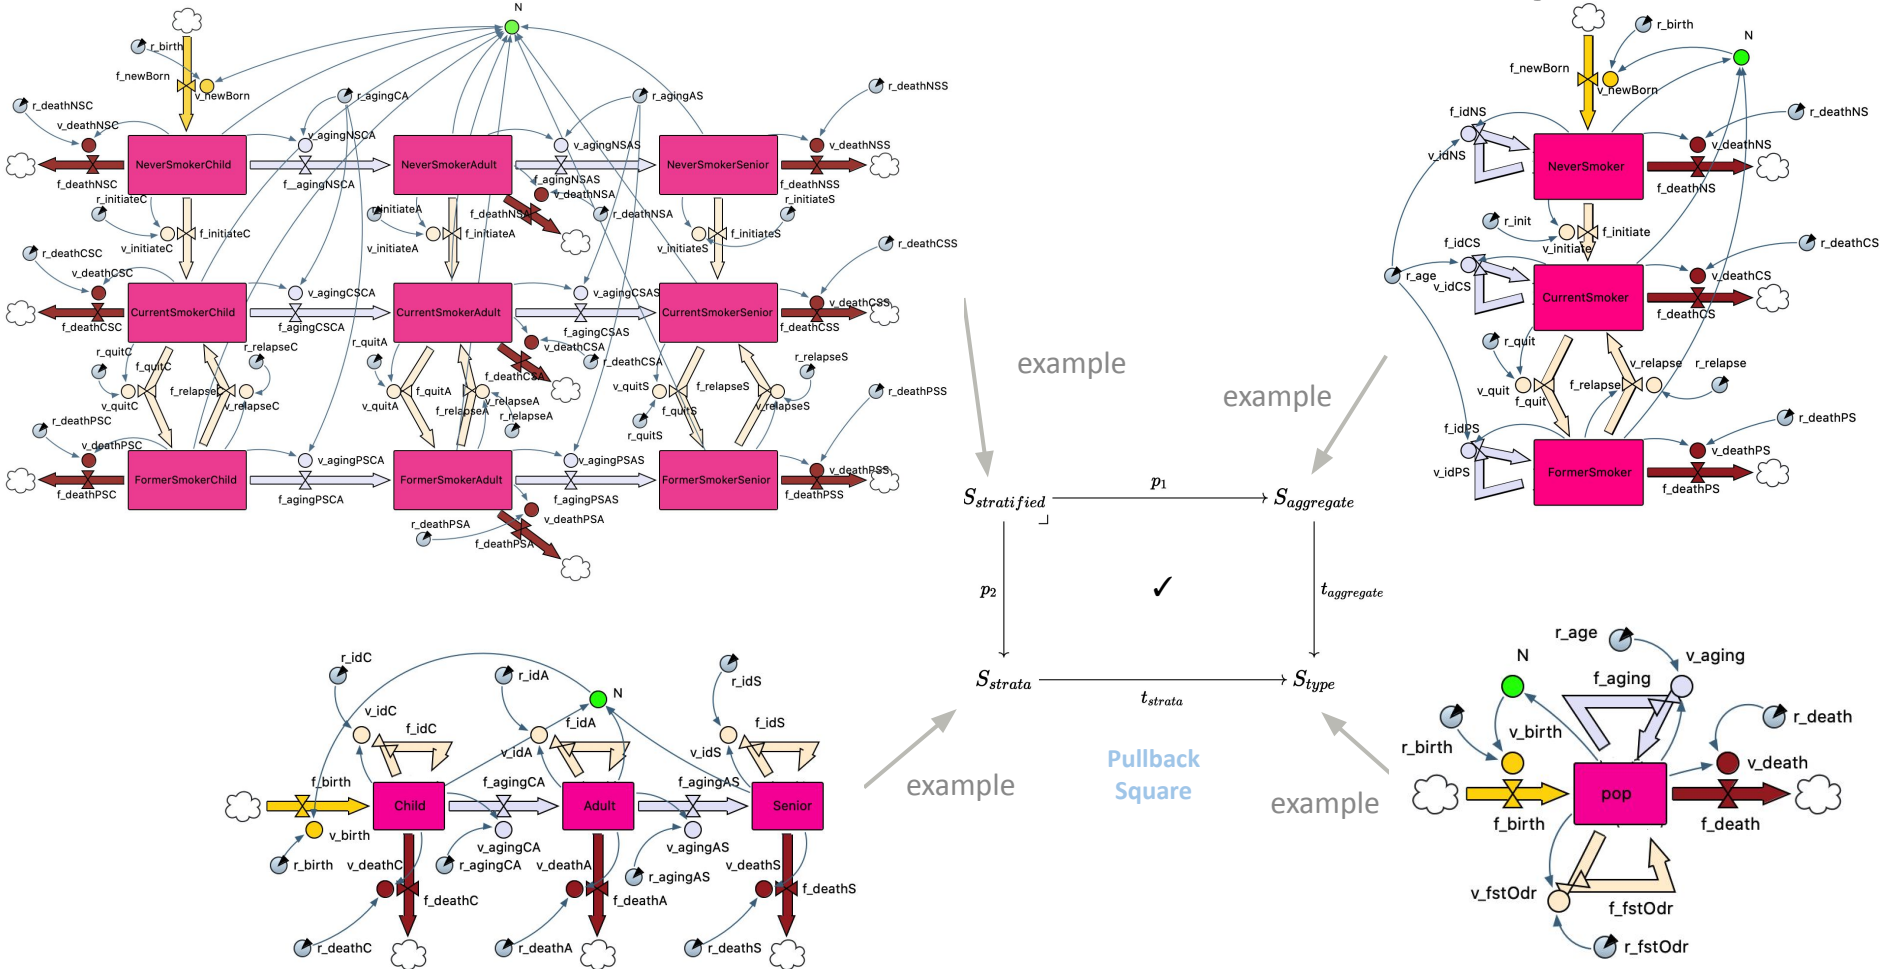 N
r_birth
f_newBorn
v_newBorn
r_deathNSC
v_deathNSC
r_agingCA
r_agingAS
r_deathNSS
v_agingNSCA
v_agingNSAS
v_deathNSS
NeverSmokerChild
NeverSmokerAdult
NeverSmokerSenior
f_deathNSC
f_agingNSCA
f_agingNSAS
f_deathNSS
v_deathNSA
r_initiateC
r_initiateA
f_deathNSA
r_deathNSA
r_initiateS
v_initiateC
f_initiateC
v_initiateA
f_initiateA
v_initiateS
f_initiateS
r_deathCSS
r_deathCSC
v_deathCSC
v_agingCSCA
v_agingCSAS
v_deathCSS
CurrentSmokerChild
CurrentSmokerAdult
CurrentSmokerSenior
f_deathCSC
f_agingCSCA
f_agingCSAS
f_deathCSS
r_quitC
f_quitC
r_relapseC
r_quitA
v_deathCSA
r_deathCSA
f_deathCSA
r_relapseS
v_quitC
f_relapse
v_relapseC
v_quitA
f_quitA
f_relapseA
v_relapseA
r_relapseA
v_quitS
f_quitS
r_quitS
f_relapseS
v_relapseS
r_deathPSS
r_deathPSC
v_deathPSC
v_agingPSCA
v_agingPSAS
v_deathPSS
FormerSmokerChild
FormerSmokerAdult
FormerSmokerSenior
f_deathPSC
f_agingPSCA
f_agingPSAS
f_deathPSS
r_deathPSA
v_deathPSA
f_deathPSA
r_birth
N
f_newBorn
v_newBorn
f_idNS
r_deathNS
v_idNS
NeverSmoker
v_deathNS
f_deathNS
r_init
v_initiate
f_initiate
f_idCS
r_deathCS
r_age
v_idCS
CurrentSmoker
v_deathCS
f_deathCS
r_quit
v_quit
f_quit
f_relapse
v_relapse
r_relapse
f_idPS
r_deathPS
v_idPS
FormerSmoker
v_deathPS
f_deathPS
example
example
S_stratified
p_1
S_aggregate
p_2
✓
t_aggregate
S_strata
t_strata
S_type
Pullback
Square
example
example
r_idC
r_idA
N
r_idS
v_idC
f_idC
v_idA
f_idA
v_idS
f_idS
f_birth
Child
f_agingCA
Adult
f_agingAS
Senior
v_birth
v_agingCA
v_agingAS
r_birth
v_deathC
r_agingCA
v_deathA
r_agingAS
v_deathS
f_deathC
f_deathA
f_deathS
r_deathC
r_deathA
r_deathS
r_age
N
v_aging
f_aging
r_birth
v_birth
r_death
v_death
pop
f_birth
f_death
v_fstOdr
f_fstOdr
r_fstOdr